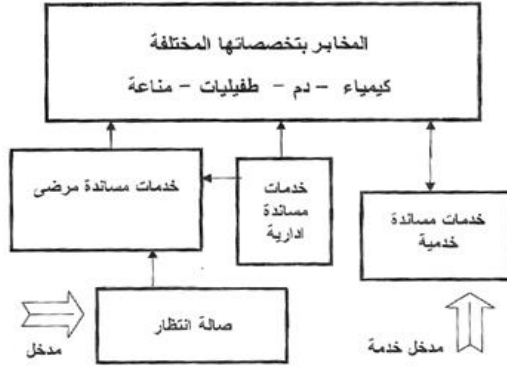 المخابر بتخصصاتها المختلفة
كيمياء – دم – طفيليات – مناعة
خدمات مساندة مرضى
خدمات
مساندة
ادارية
خدمات مساندة
خدمية
صالة انتظار
مدخل
مدخل خدمة